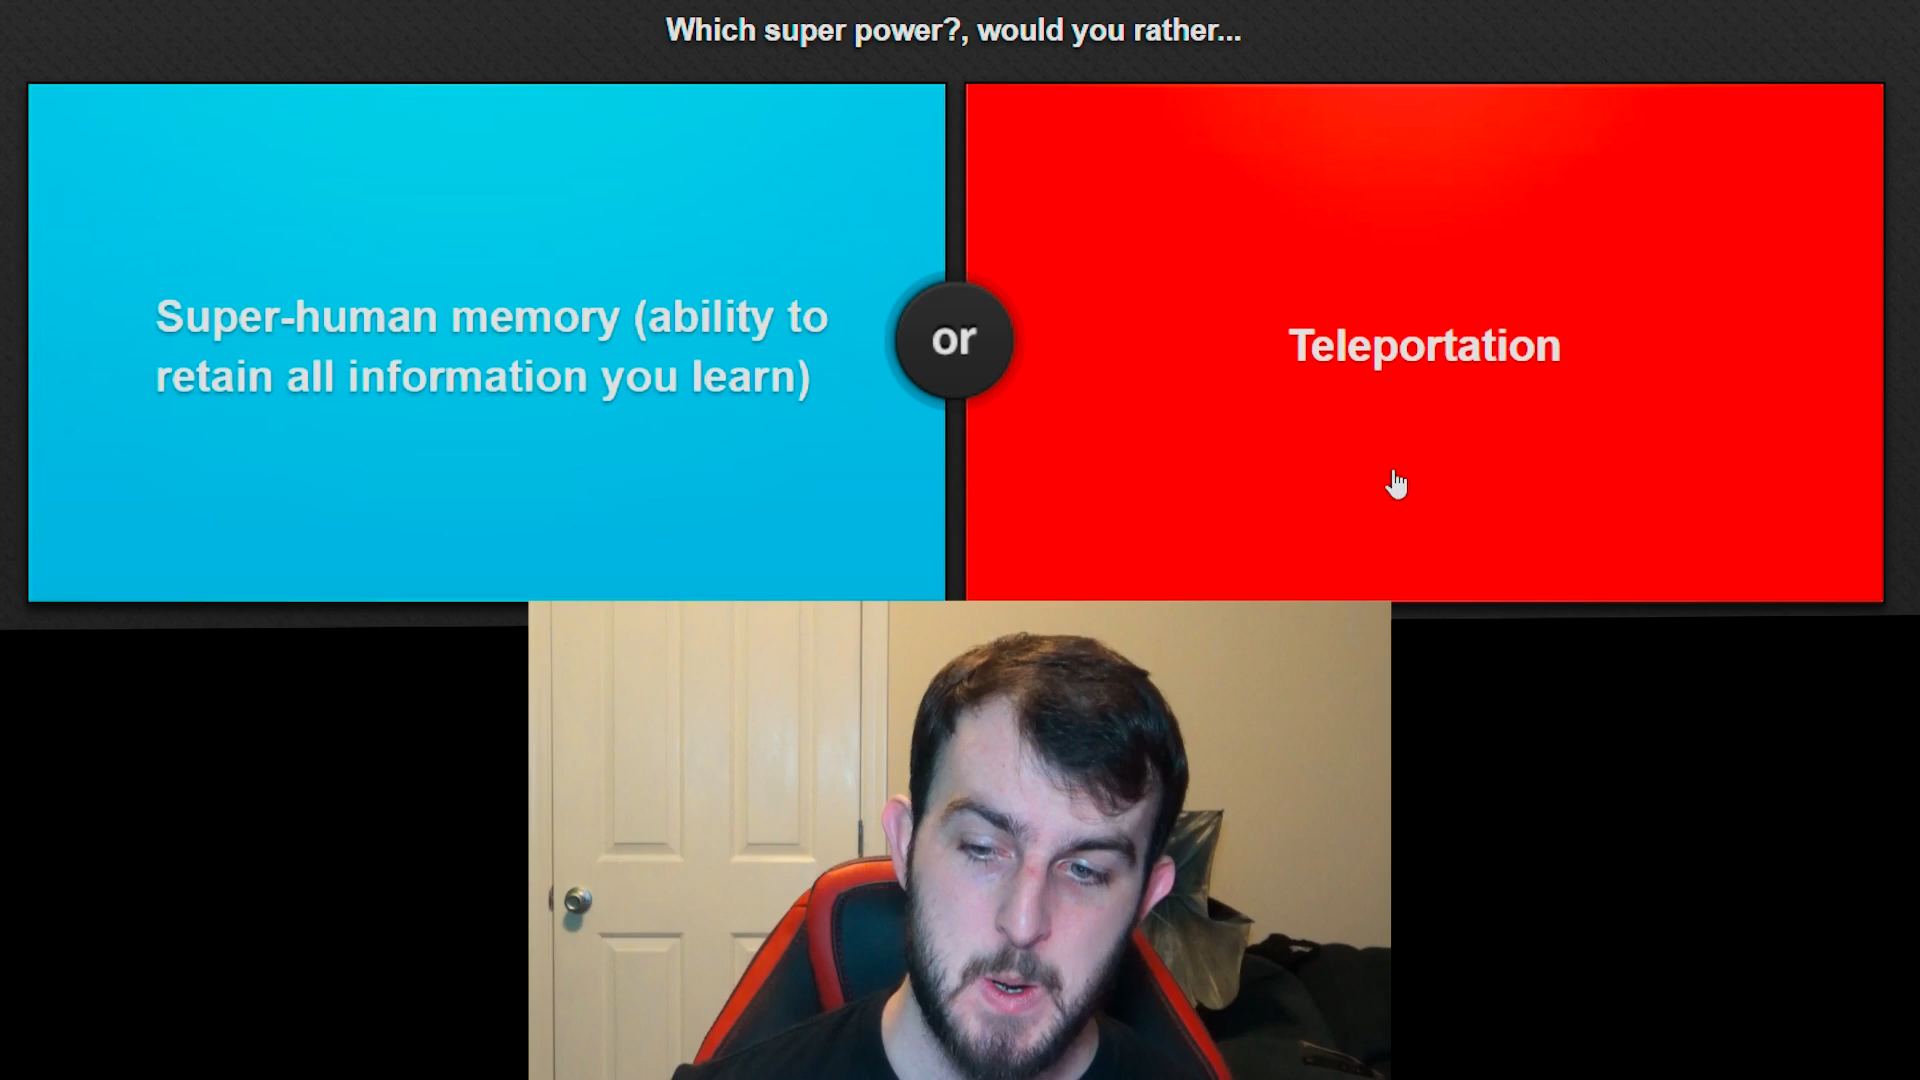 Which super power?, would you rather...
Super-human memory (ability to
retain all information you learn)
or
Teleportation